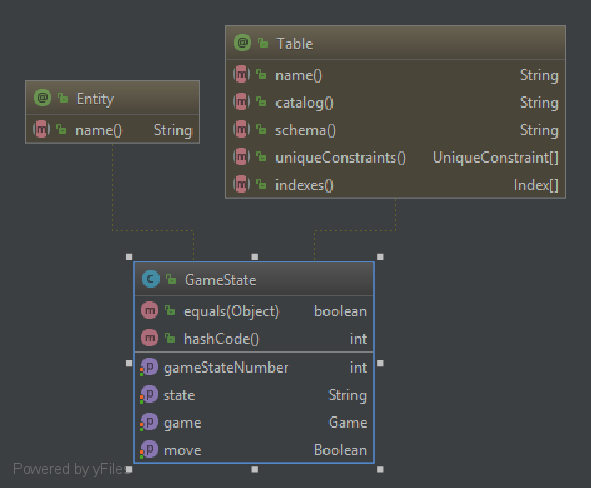 Table
name() String
catalog() String
schema() String
uniqueConstraints() UniqueConstraint[]
indexes() Index[]
Entity
name() String
GameState
equals(Object) boolean
hashCode() int
gameStateNumber int
state String
game Game
move Boolean
Powered by yFiles